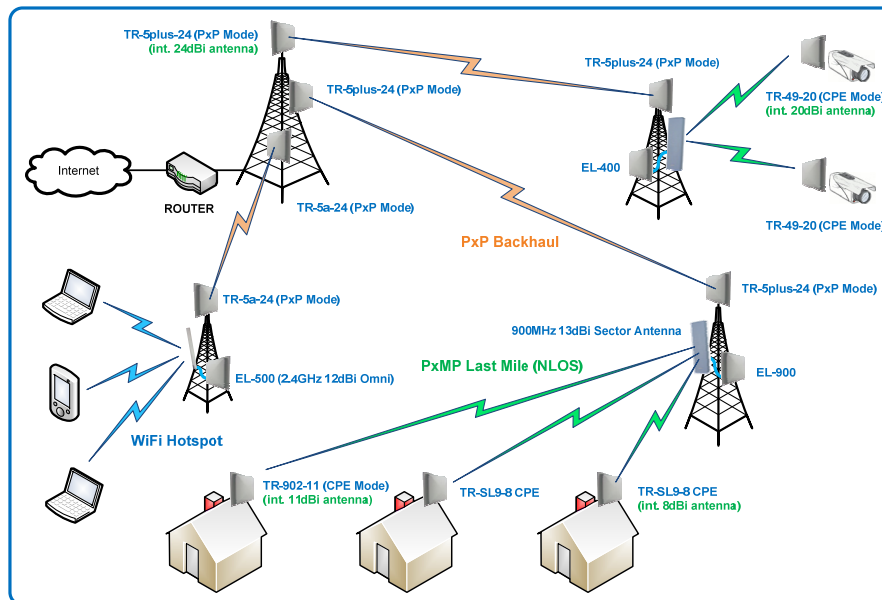 TR-5plus-24 (PxP Mode)
(int. 24dBi antenna)
TR-5plus-24 (PxP Mode)
TR-5plus-24 (PxP Mode)
TR-49-20 (CPE Mode)
(int. 20dBi antenna)
Internet
ROUTER
EL-400
TR-5a-24 (PxP Mode)
TR-49-20 (CPE Mode)
PxP Backhaul
TR-5a-24 (PxP Mode)
TR-5plus-24 (PxP Mode)
900MHz 13dBi Sector Antenna
PxMP Last Mile (NLOS)
EL-900
EL-500 (2.4GHz 12dBi Omni)
WiFi Hotspot
TR-902-11 (CPE Mode)
(int. 11dBi antenna)
TR-SL9-8 CPE
TR-SL9-8 CPE
(int. 8dBi antenna)